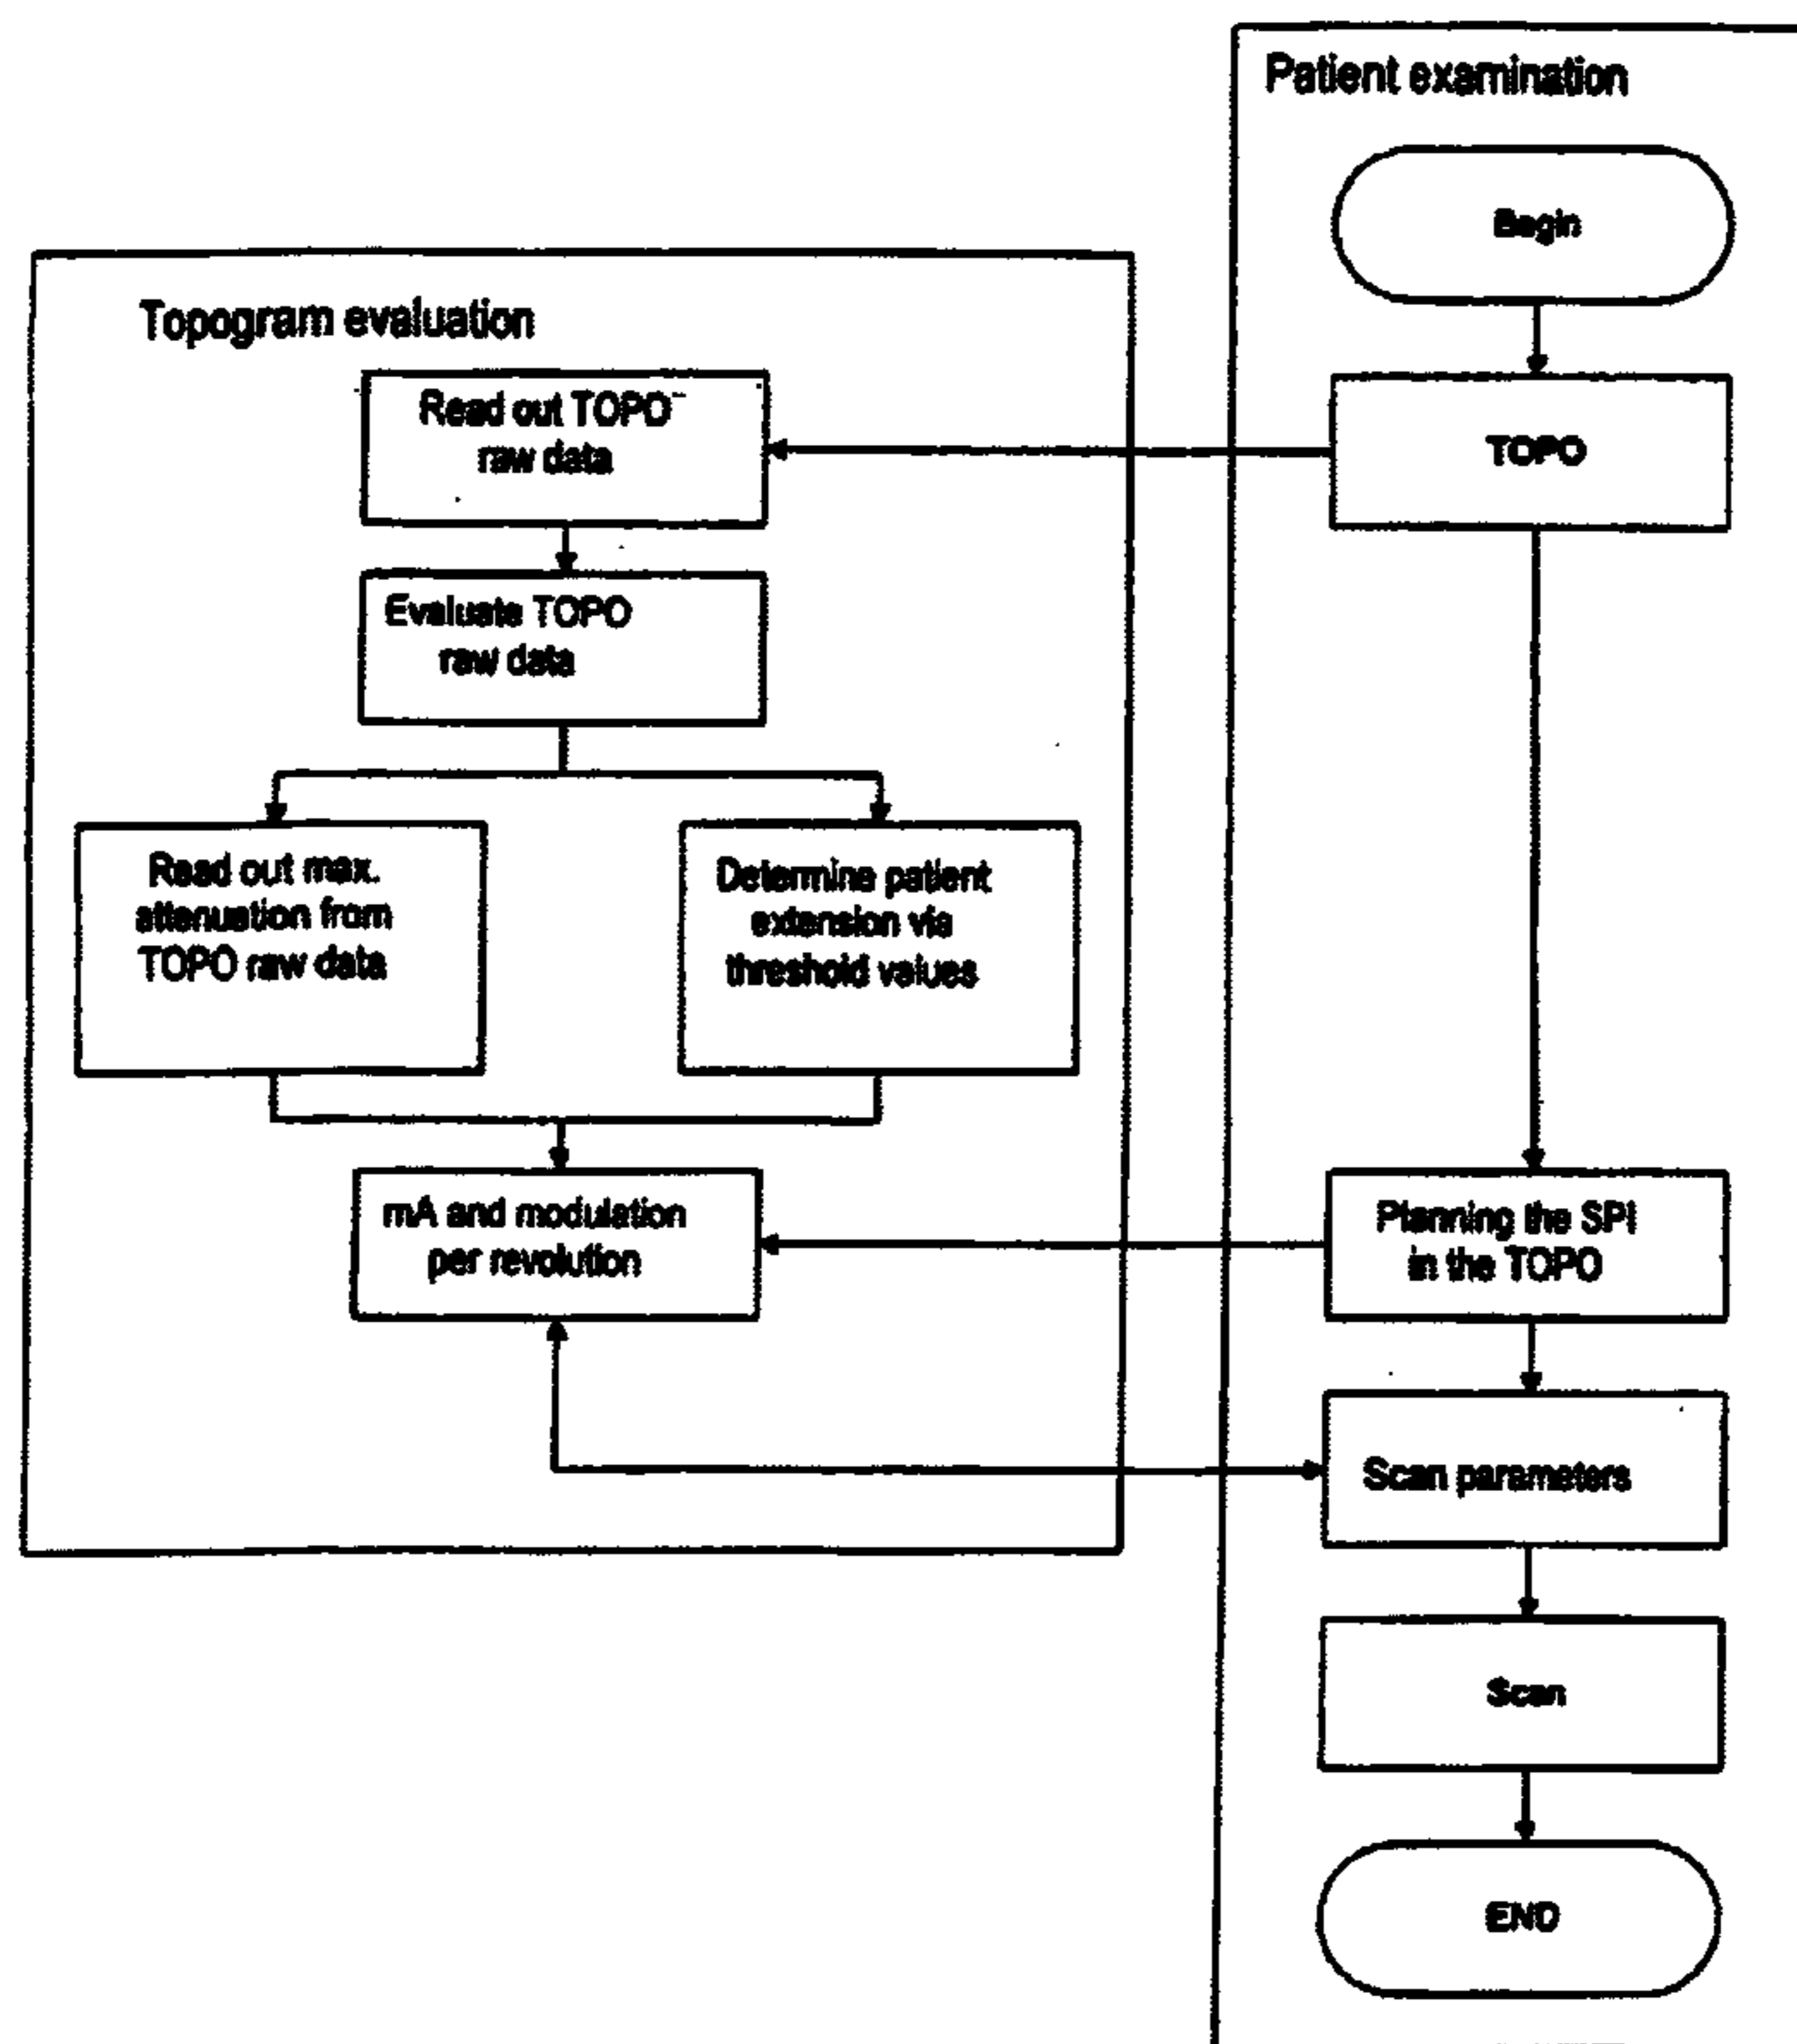 Patient examination
Begin
TOPO
Topogram evaluation
Read out TOPO
raw data
Evaluate TOPO
raw data
Read out max.
attenuation from
TOPO raw data
Determine patient
extension via
threshold values
mA and modulation
per revolution
Planning the SPI
in the TOPO
Scan parameters
Scan
END